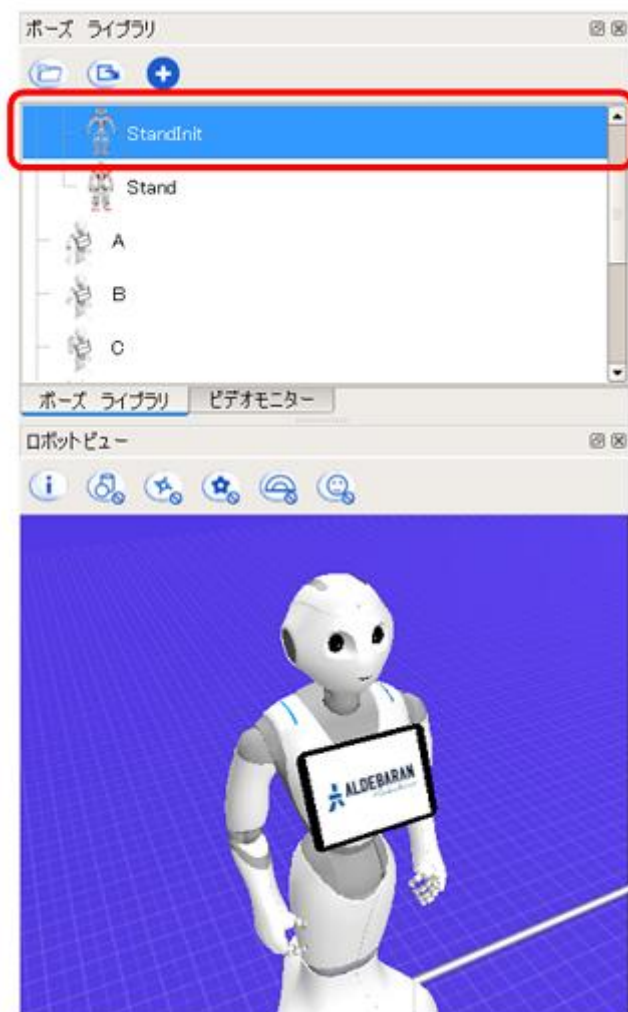 ポーズ ライブラリ
StandInit
Stand
A
B
C
ポーズ ライブラリ ビデオモニター
ロボットビュー
ALDEBARAN